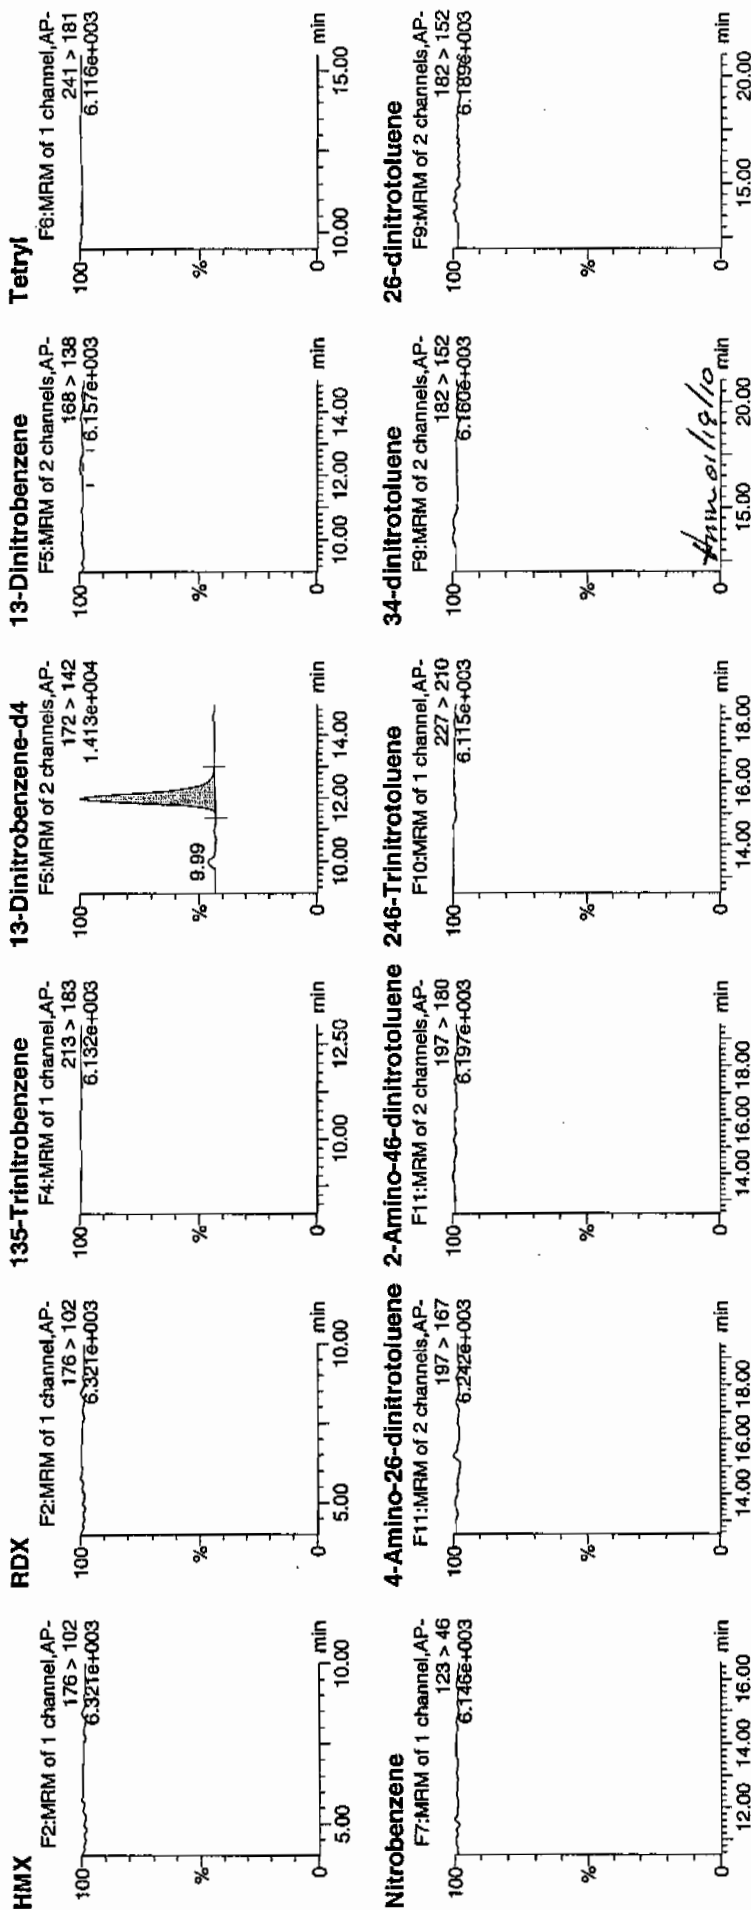 HMX
F2:MRM of 1 channel,AP-
176 > 102
6.321e+003
100
%
0
5.00 10.00 min
RDX
F2:MRM of 1 channel,AP-
176 > 102
6.321e+003
100
%
0
5.00 10.00 min
135-Trinitrobenzene
F4:MRM of 1 channel,AP-
213 > 183
6.132e+003
100
%
0
10.00 12.50 min
13-Dinitrobenzene-d4
F5:MRM of 2 channels,AP-
172 > 142
1.413e+004
100
%
9.99
0
10.00 12.00 14.00 min
13-Dinitrobenzene
F5:MRM of 2 channels,AP-
168 > 138
6.157e+003
100
%
0
10.00 12.00 14.00 min
Tetryl
F6:MRM of 1 channel,AP-
241 > 181
6.116e+003
100
%
0
10.00 15.00 min
Nitrobenzene
F7:MRM of 1 channel,AP-
123 > 46
6.146e+003
100
%
0
12.00 14.00 16.00 min
4-Amino-26-dinitrotoluene
F11:MRM of 2 channels,AP-
197 > 167
6.242e+003
100
%
0
14.00 16.00 18.00 min
2-Amino-46-dinitrotoluene
F11:MRM of 2 channels,AP-
197 > 180
6.197e+003
100
%
0
14.00 16.00 18.00 min
246-Trinitrotoluene
F10:MRM of 1 channel,AP-
227 > 210
6.115e+003
100
%
0
14.00 16.00 18.00 min
34-dinitrotoluene
F9:MRM of 2 channels,AP-
182 > 152
6.160e+003
100
%
01/19/10
0
15.00 20.00 min
26-dinitrotoluene
F9:MRM of 2 channels,AP-
182 > 152
6.189e+003
100
%
0
15.00 20.00 min